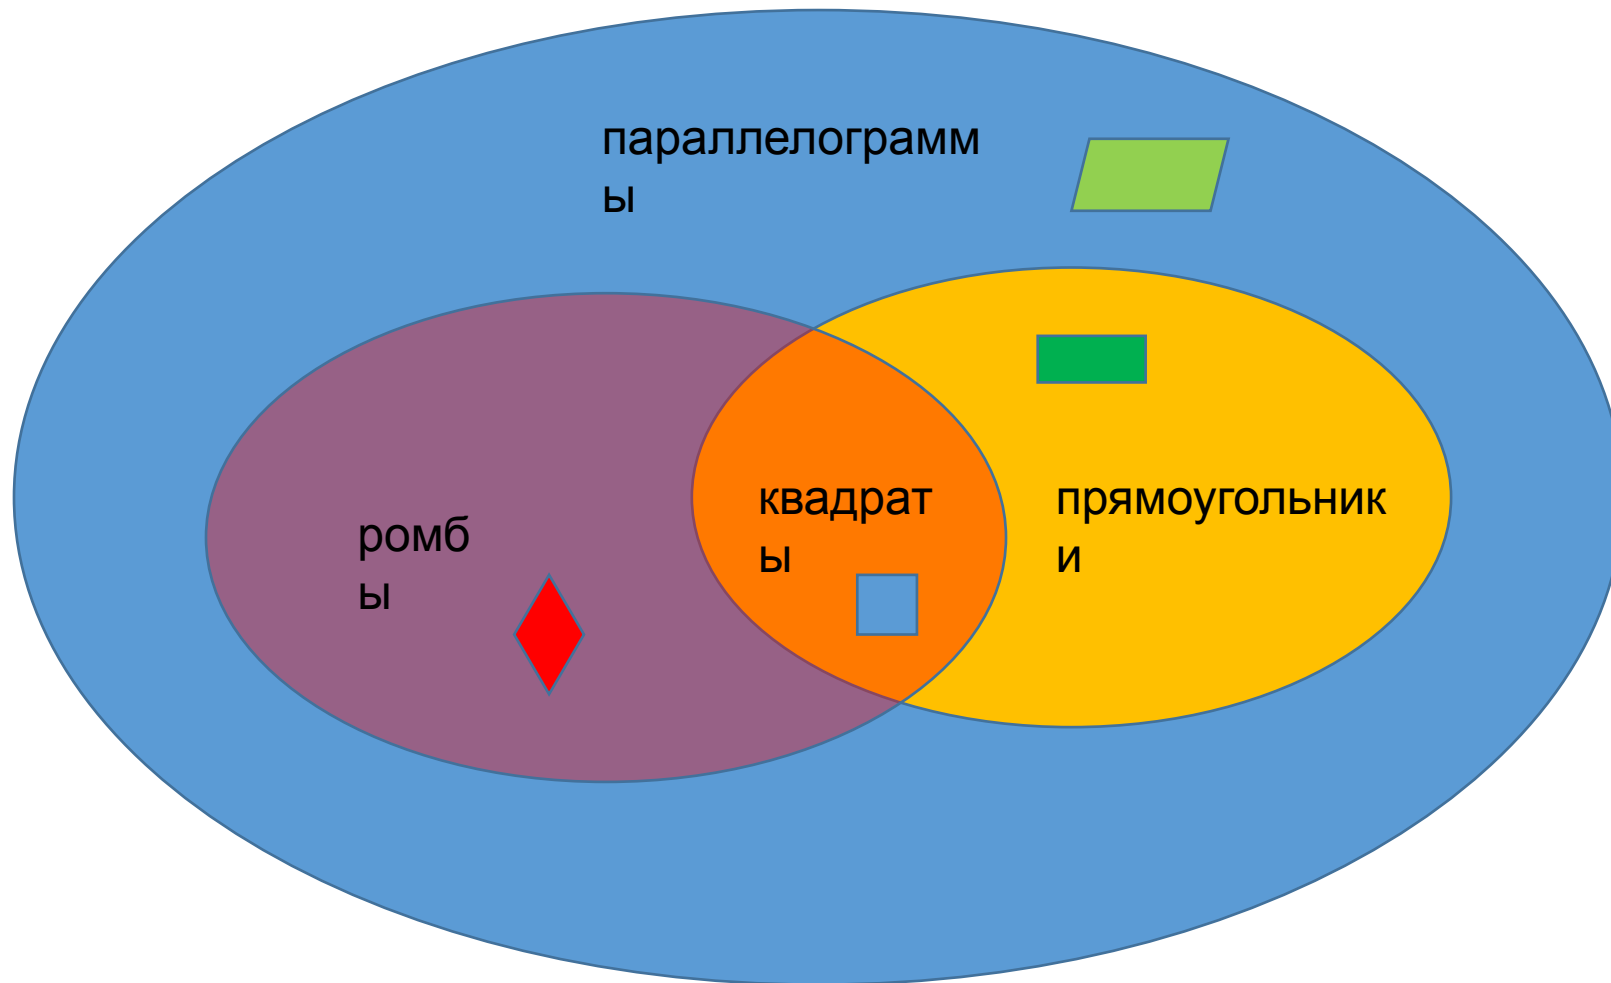 параллелограмм
ы
ромб
ы
квадрат
ы
прямоугольник
и